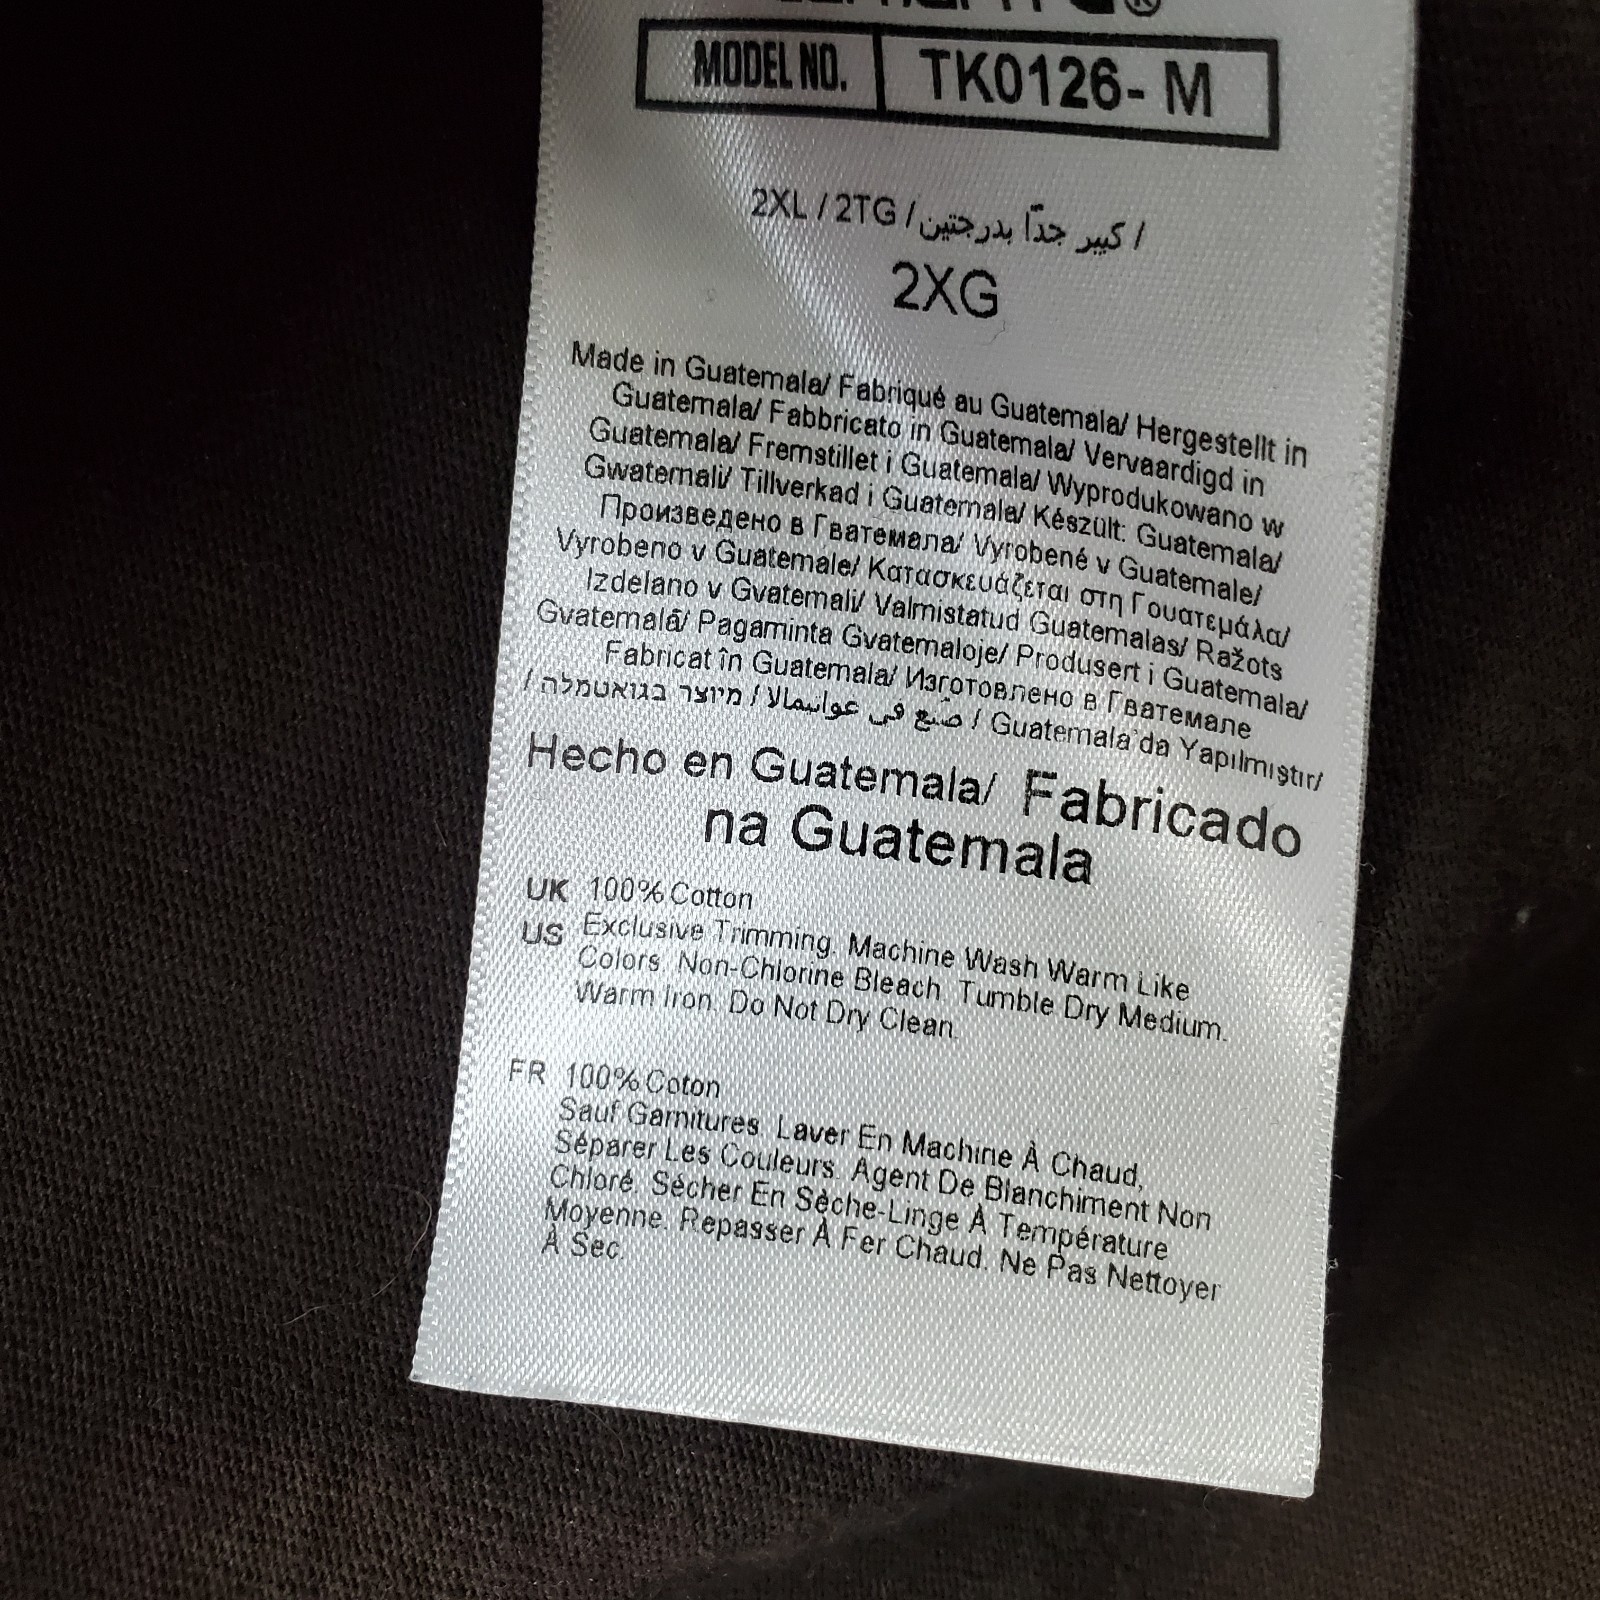 MODEL NO. TK0126- M
2XL / 2TG / كبير جدّا بدرجتين /
2XG
Made in Guatemala/ Fabriqué au Guatemala/ Hergestellt in
Guatemala/ Fabbricato in Guatemala/ Vervaardigd in
Guatemala/ Fremstillet i Guatemala/ Wyprodukowano w
Gwatemali/ Tillverkad i Guatemala/ Készült: Guatemala/
Произведено в Гватемала/ Vyrobené v Guatemale/
Vyrobeno v Guatemale/ Κατασκευάζεται στη Γουατεμάλα/
Izdelano v Gvatemali/ Valmistatud Guatemalas/ Ražots
Gvatemalā/ Pagaminta Gvatemaloje/ Produsert i Guatemala/
Fabricat în Guatemala/ Изготовлено в Гватемале
/ מיוצר בגואטמלה / صُنِع في غواتيمالا / Guatemala'da Yapılmıştır/
Hecho en Guatemala/ Fabricado
na Guatemala
UK 100% Cotton
US Exclusive Trimming. Machine Wash Warm Like
Colors. Non-Chlorine Bleach. Tumble Dry Medium.
Warm Iron. Do Not Dry Clean.
FR 100% Coton
Sauf Garnitures. Laver En Machine À Chaud,
Séparer Les Couleurs. Agent De Blanchiment Non
Chloré. Sécher En Sèche-Linge À Température
Moyenne. Repasser À Fer Chaud. Ne Pas Nettoyer
À Sec.